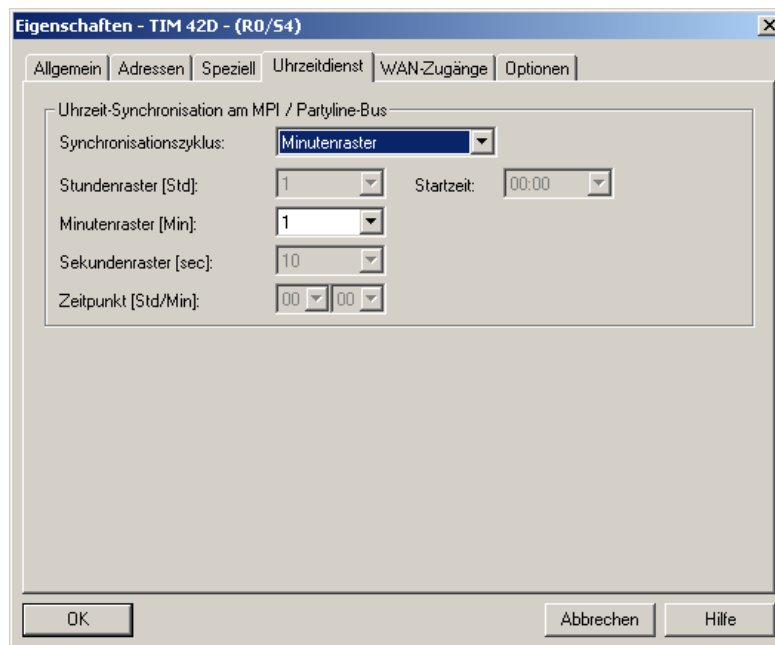 Eigenschaften - TIM 42D - (R0/S4)
Allgemein Adressen Speziell Uhrzeitdienst WAN-Zugänge Optionen
Uhrzeit-Synchronisation am MPI / Partyline-Bus
Synchronisationszyklus: Minutenraster
Stundenraster [Std]: 1 Startzeit: 00:00
Minutenraster [Min]: 1
Sekundenraster [sec]: 10
Zeitpunkt [Std/Min]: 00 00
OK Abbrechen Hilfe